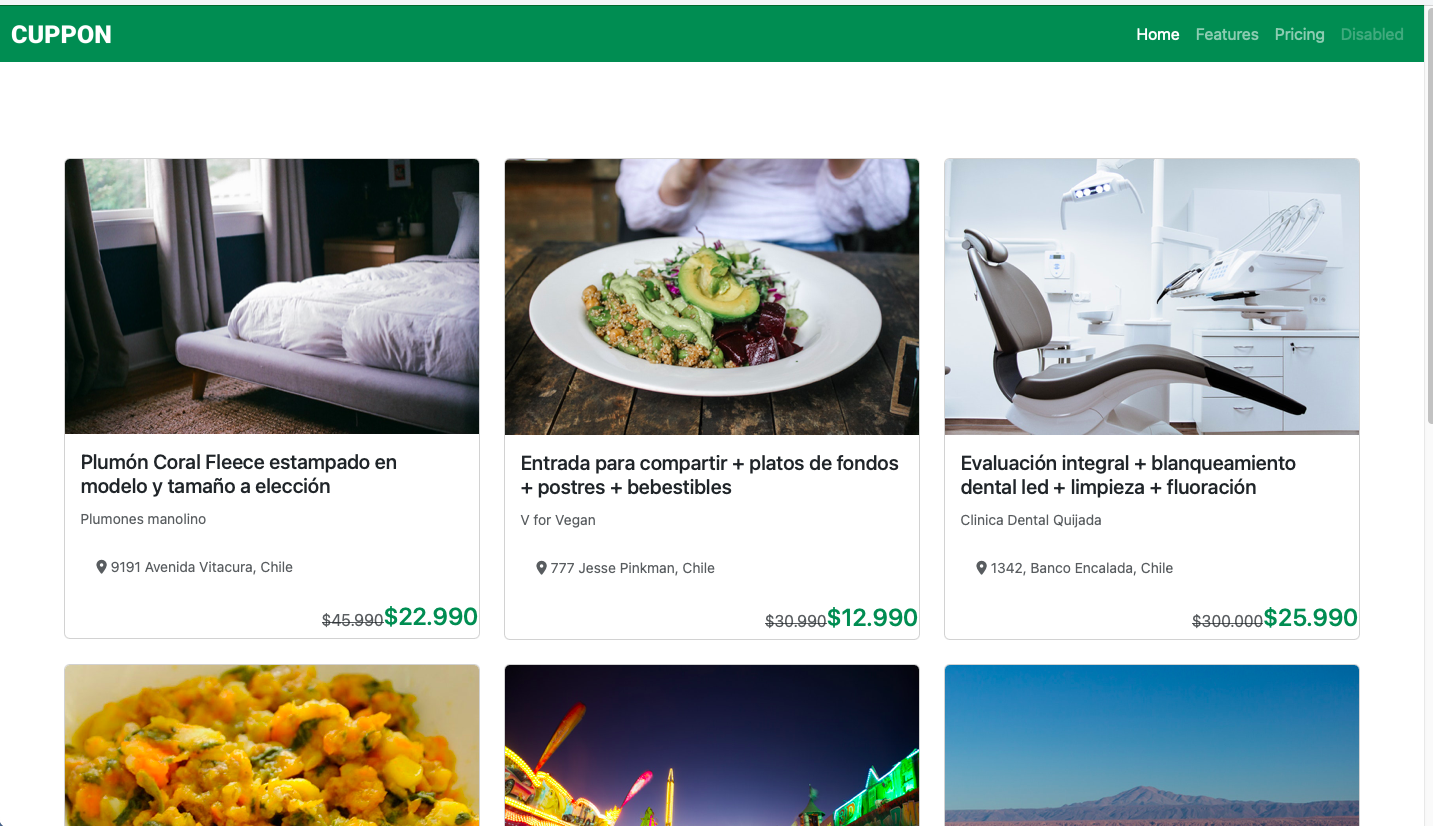 CUPPON
Home Features Pricing Disabled
Plumón Coral Fleece estampado en
modelo y tamaño a elección
Plumones manolino
9191 Avenida Vitacura, Chile
$45.990$22.990
Entrada para compartir + platos de fondos
+ postres + bebestibles
V for Vegan
777 Jesse Pinkman, Chile
$30.990$12.990
Evaluación integral + blanqueamiento
dental led + limpieza + fluoración
Clinica Dental Quijada
1342, Banco Encalada, Chile
$300.000$25.990